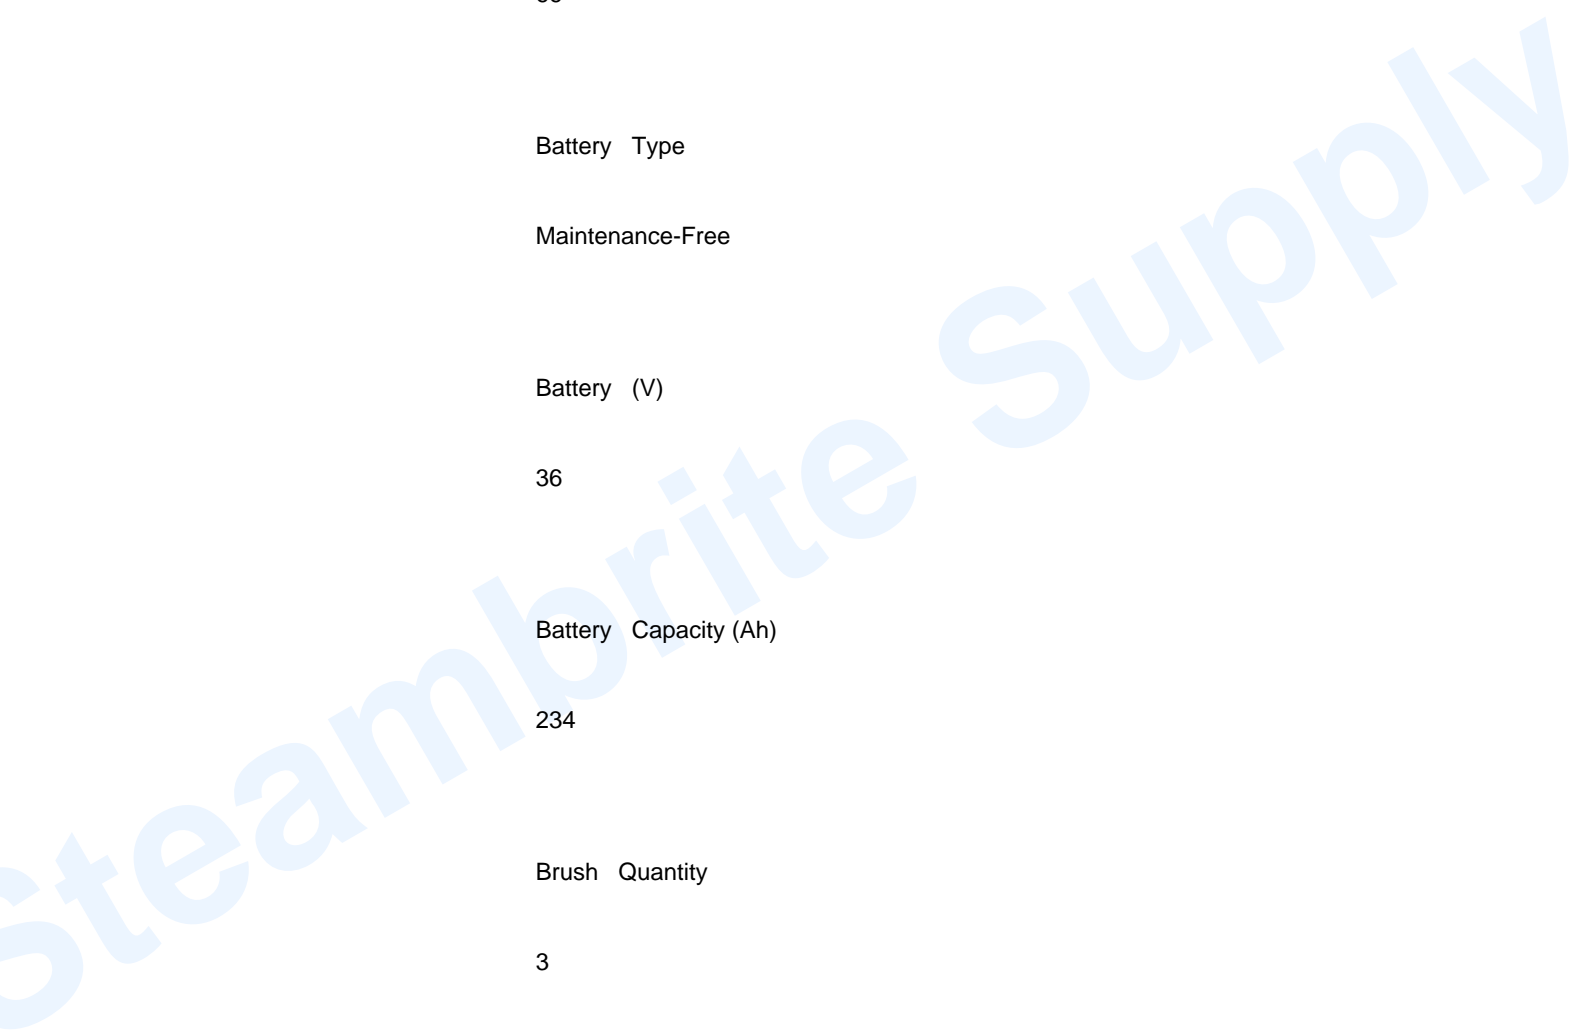 Battery Type
Maintenance-Free
Battery (V)
36
Battery Capacity (Ah)
234
Brush Quantity
3
Steambrite Supply